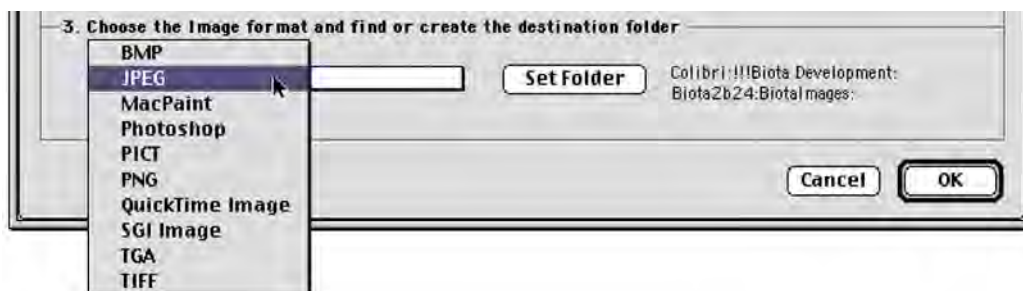 3. Choose the Image format and find or create the destination folder
BMP
JPEG
MacPaint
Photoshop
PICT
PNG
QuickTime Image
SGI Image
TGA
TIFF
Set Folder
Colibri:!!!Biota Development:
Biota2b24:BiotaImages:
Cancel
OK